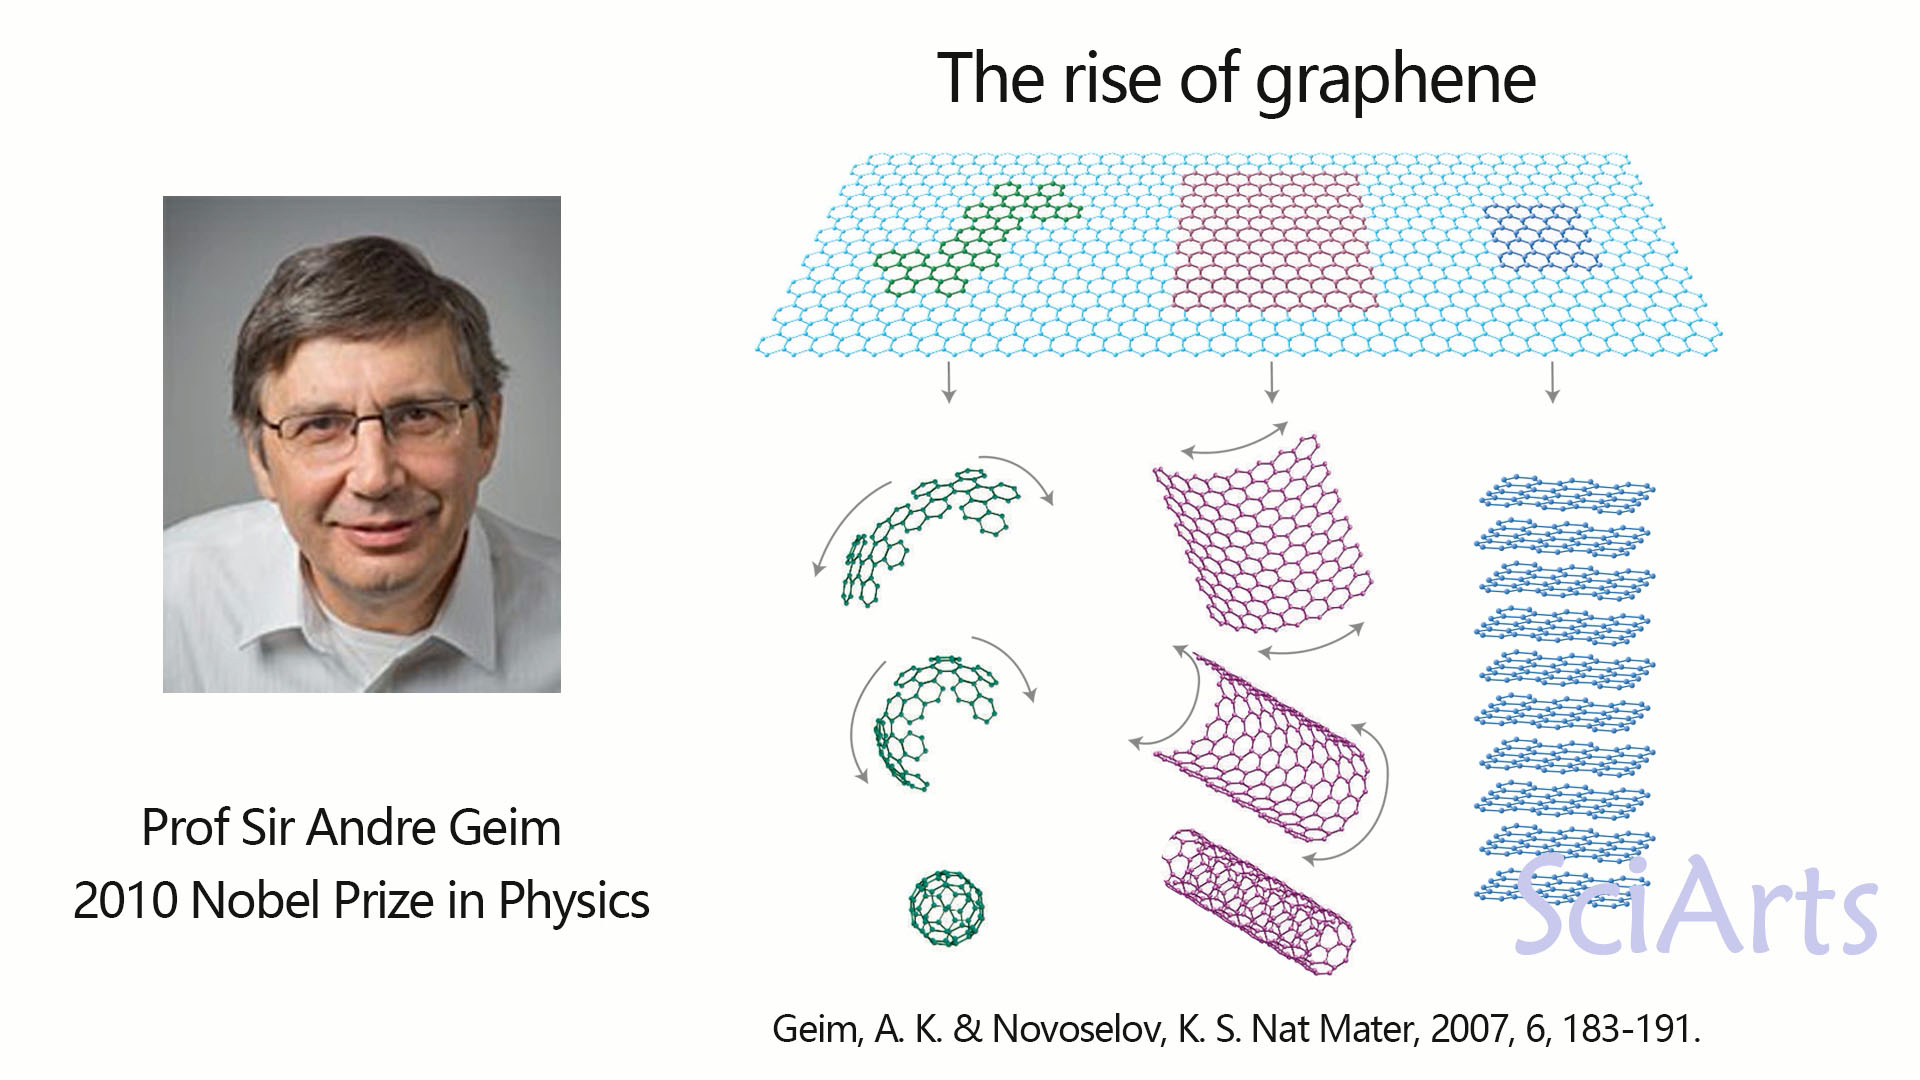 The rise of graphene
Prof Sir Andre Geim
2010 Nobel Prize in Physics
SciArts
Geim, A. K. & Novoselov, K. S. Nat Mater, 2007, 6, 183-191.